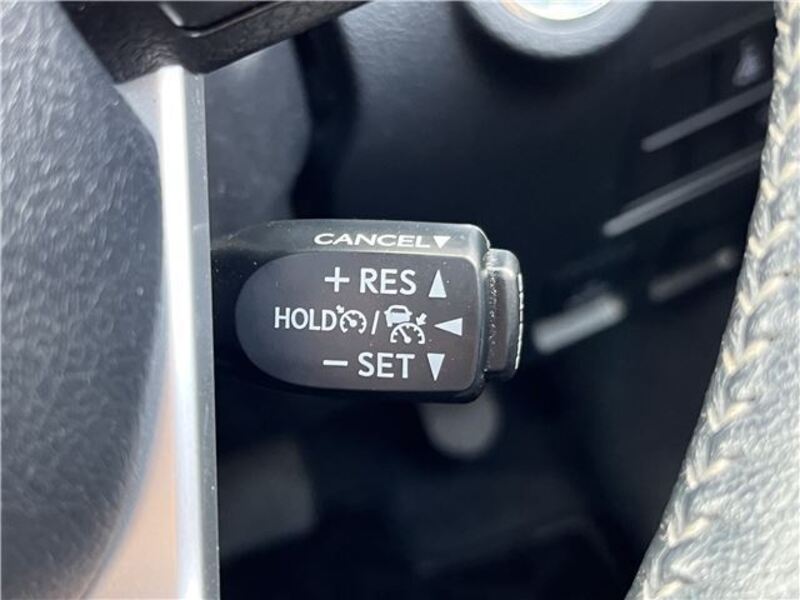 CANCEL▼
+ RES ▲
HOLD / ◀
− SET ▼